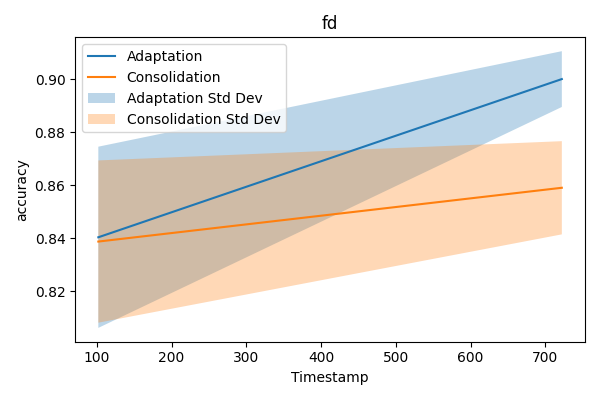 fd
Adaptation
Consolidation
Adaptation Std Dev
Consolidation Std Dev
accuracy
0.90
0.88
0.86
0.84
0.82
100 200 300 400 500 600 700
Timestamp